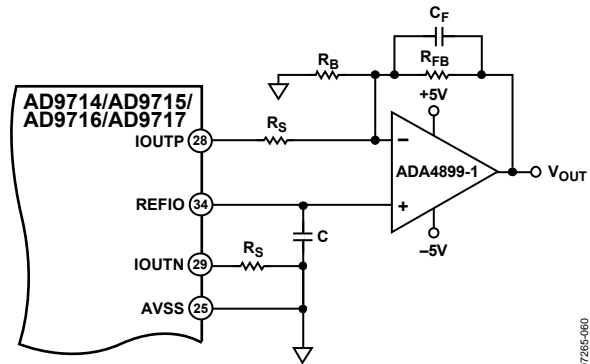 C_F
R_B
R_FB
+5V
AD9714/AD9715/
AD9716/AD9717
IOUTP 28
R_S
−
ADA4899-1
V_OUT
REFIO 34
+
C
−5V
IOUTN 29
R_S
AVSS 25
7265-060